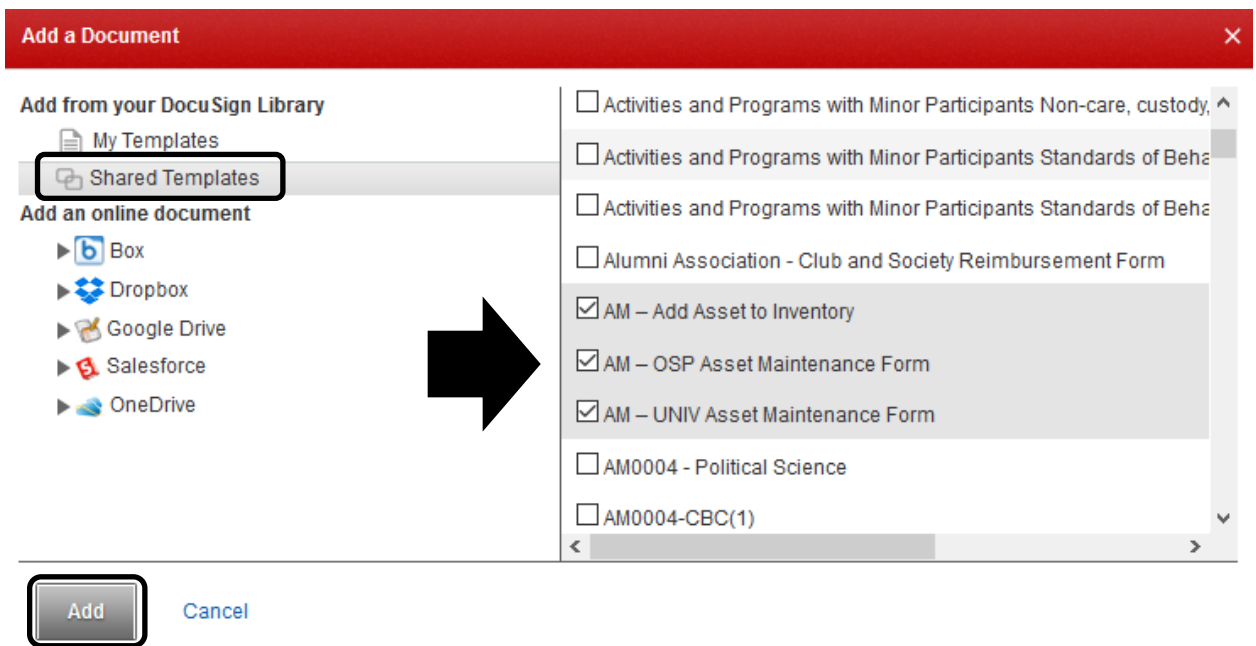 Add a Document
Add from your DocuSign Library
My Templates
Shared Templates
Add an online document
Box
Dropbox
Google Drive
Salesforce
OneDrive
Activities and Programs with Minor Participants Non-care, custody,
Activities and Programs with Minor Participants Standards of Beha
Activities and Programs with Minor Participants Standards of Beha
Alumni Association - Club and Society Reimbursement Form
AM – Add Asset to Inventory
AM – OSP Asset Maintenance Form
AM – UNIV Asset Maintenance Form
AM0004 - Political Science
AM0004-CBC(1)
Add
Cancel